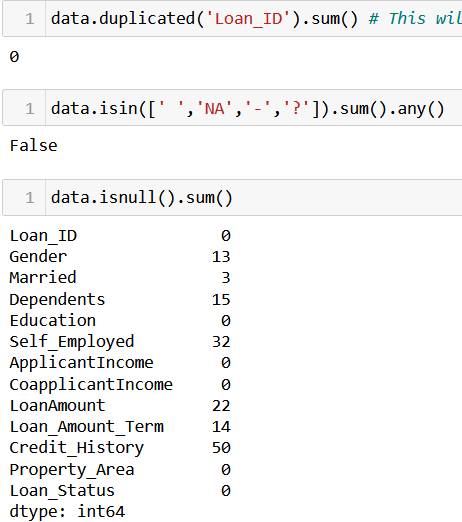 1 data.duplicated('Loan_ID').sum() # This wil
0
1 data.isin([' ','NA','-','?']).sum().any()
False
1 data.isnull().sum()
Loan_ID 0
Gender 13
Married 3
Dependents 15
Education 0
Self_Employed 32
ApplicantIncome 0
CoapplicantIncome 0
LoanAmount 22
Loan_Amount_Term 14
Credit_History 50
Property_Area 0
Loan_Status 0
dtype: int64